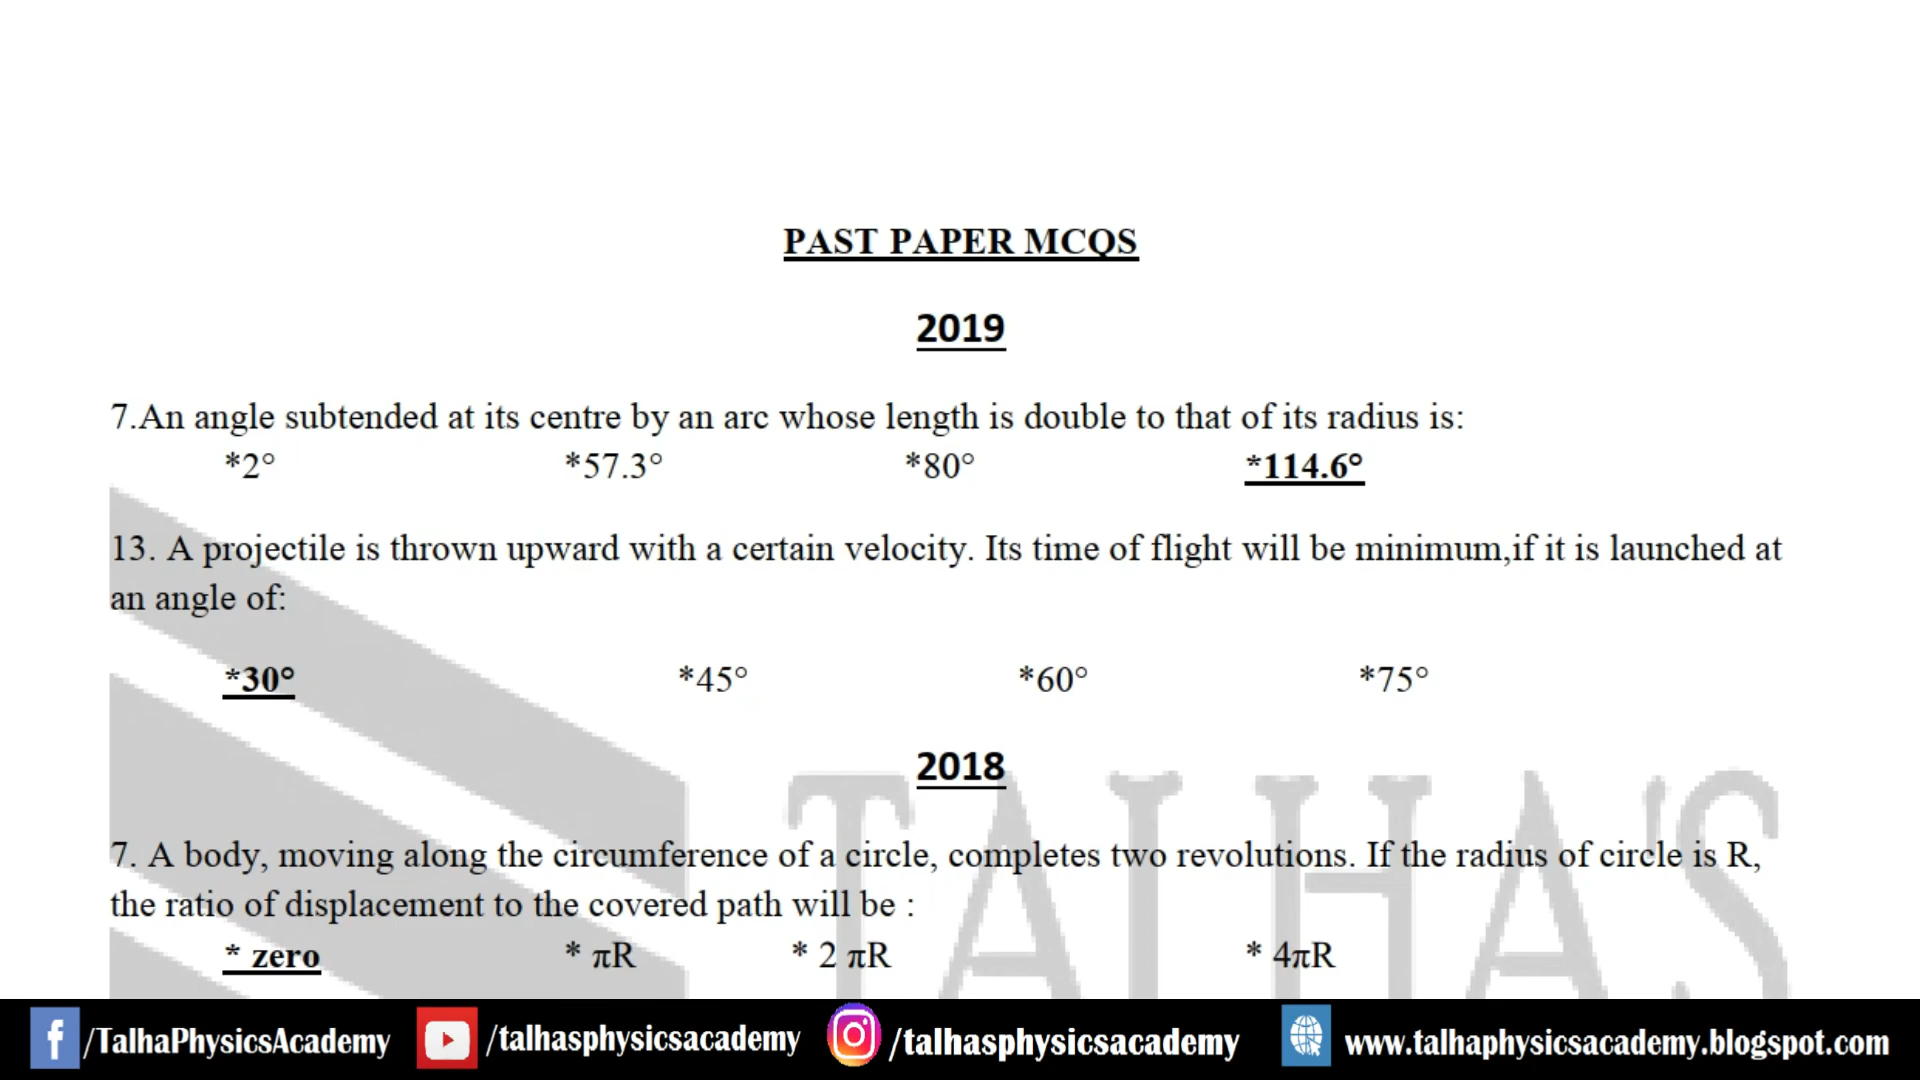 PAST PAPER MCQS
2019
7.An angle subtended at its centre by an arc whose length is double to that of its radius is:
*2° *57.3° *80° *114.6°
13. A projectile is thrown upward with a certain velocity. Its time of flight will be minimum,if it is launched at
an angle of:
*30° *45° *60° *75°
2018
7. A body, moving along the circumference of a circle, completes two revolutions. If the radius of circle is R,
the ratio of displacement to the covered path will be :
* zero * πR * 2 πR * 4πR
TALHA'S
/TalhaPhysicsAcademy /talhasphysicsacademy /talhasphysicsacademy www.talhaphysicsacademy.blogspot.com